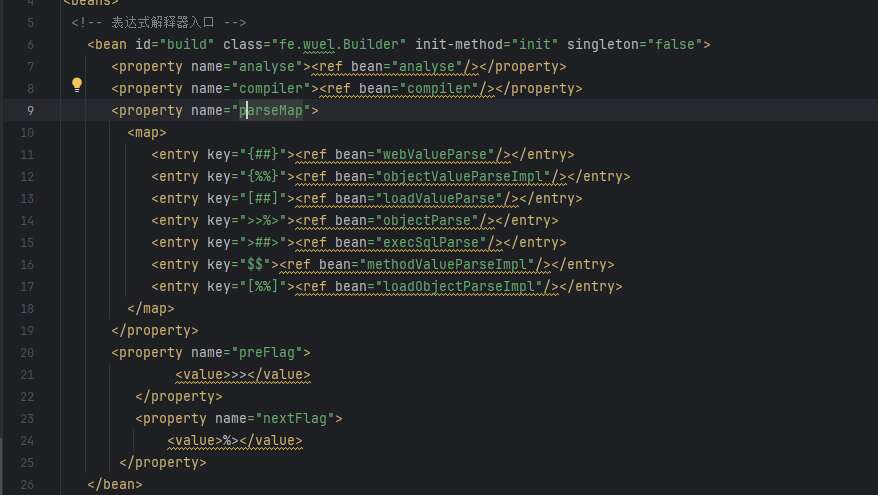 4 <beans>
5 <!-- 表达式解释器入口 -->
6 <bean id="build" class="fe.wuel.Builder" init-method="init" singleton="false">
7 <property name="analyse"><ref bean="analyse"/></property>
8 <property name="compiler"><ref bean="compiler"/></property>
9 <property name="parseMap">
10 <map>
11 <entry key="{##}"><ref bean="webValueParse"/></entry>
12 <entry key="{%%}"><ref bean="objectValueParseImpl"/></entry>
13 <entry key="[##]"><ref bean="loadValueParse"/></entry>
14 <entry key=">>%>"><ref bean="objectParse"/></entry>
15 <entry key=">##>"><ref bean="execSqlParse"/></entry>
16 <entry key="$$"><ref bean="methodValueParseImpl"/></entry>
17 <entry key="[%%]"><ref bean="loadObjectParseImpl"/></entry>
18 </map>
19 </property>
20 <property name="preFlag">
21 <value>>></value>
22 </property>
23 <property name="nextFlag">
24 <value>%></value>
25 </property>
26 </bean>